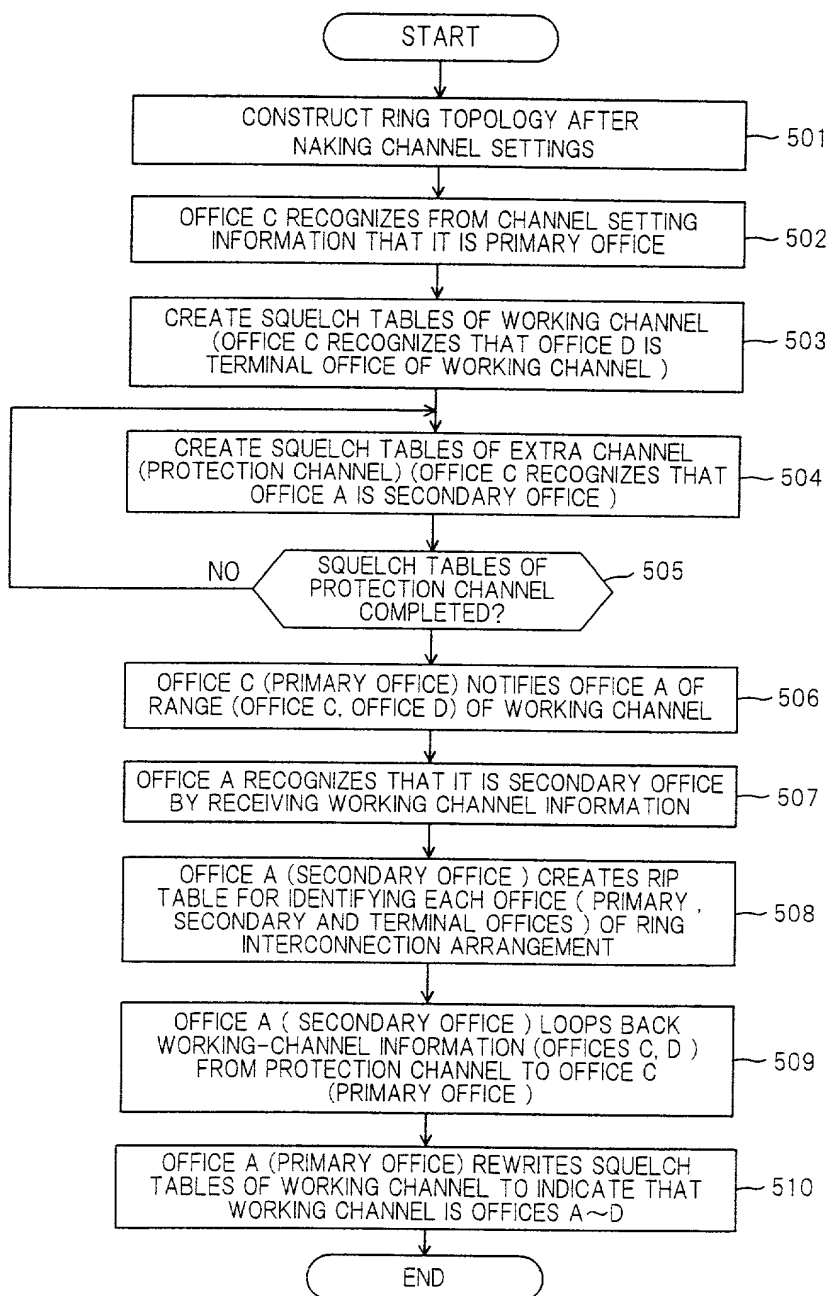 START
CONSTRUCT RING TOPOLOGY AFTER
NAKING CHANNEL SETTINGS
501
OFFICE C RECOGNIZES FROM CHANNEL SETTING
INFORMATION THAT IT IS PRIMARY OFFICE
502
CREATE SQUELCH TABLES OF WORKING CHANNEL
(OFFICE C RECOGNIZES THAT OFFICE D IS
TERMINAL OFFICE OF WORKING CHANNEL )
503
CREATE SQUELCH TABLES OF EXTRA CHANNEL
(PROTECTION CHANNEL) (OFFICE C RECOGNIZES THAT
OFFICE A IS SECONDARY OFFICE )
504
NO
SQUELCH TABLES OF
PROTECTION CHANNEL
COMPLETED?
505
OFFICE C (PRIMARY OFFICE) NOTIFIES OFFICE A OF
RANGE (OFFICE C, OFFICE D) OF WORKING CHANNEL
506
OFFICE A RECOGNIZES THAT IT IS SECONDARY OFFICE
BY RECEIVING WORKING CHANNEL INFORMATION
507
OFFICE A (SECONDARY OFFICE ) CREATES RIP
TABLE FOR IDENTIFYING EACH OFFICE ( PRIMARY ,
SECONDARY AND TERMINAL OFFICES ) OF RING
INTERCONNECTION ARRANGEMENT
508
OFFICE A ( SECONDARY OFFICE ) LOOPS BACK
WORKING-CHANNEL INFORMATION (OFFICES C, D )
FROM PROTECTION CHANNEL TO OFFICE C
(PRIMARY OFFICE )
509
OFFICE A (PRIMARY OFFICE) REWRITES SQUELCH
TABLES OF WORKING CHANNEL TO INDICATE THAT
WORKING CHANNEL IS OFFICES A~D
510
END